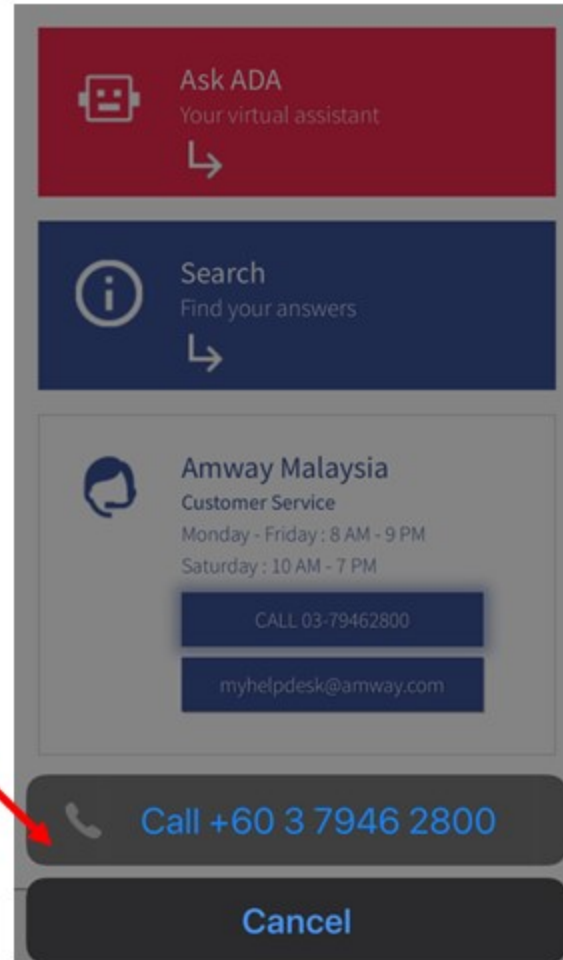 Ask ADA
Your virtual assistant
Search
Find your answers
Amway Malaysia
Customer Service
Monday - Friday : 8 AM - 9 PM
Saturday : 10 AM - 7 PM
CALL 03-79462800
myhelpdesk@amway.com
Call +60 3 7946 2800
Cancel